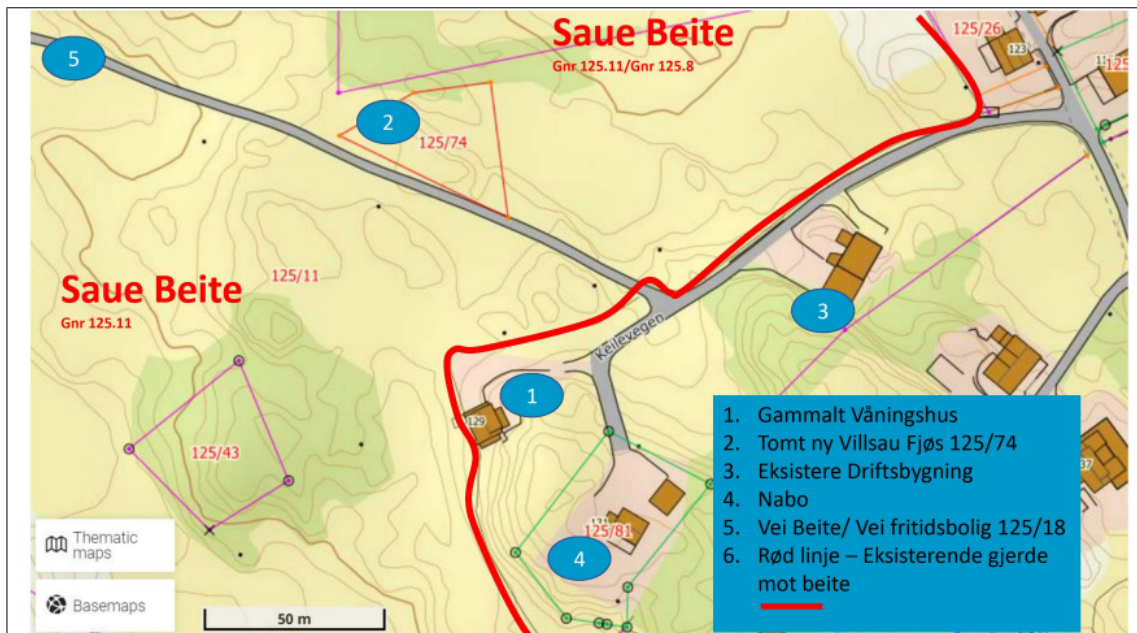 Saue Beite
Gnr 125.11/Gnr 125.8
125/26
123
5
2
125/74
125/11
Saue Beite
Gnr 125.11
3
Keilevegen
1
129
125/43
125/81
4
1. Gammalt Våningshus
2. Tomt ny Villsau Fjøs 125/74
3. Eksistere Driftsbygning
4. Nabo
5. Vei Beite/ Vei fritidsbolig 125/18
6. Rød linje – Eksisterende gjerde
mot beite
Thematic
maps
Basemaps
50 m